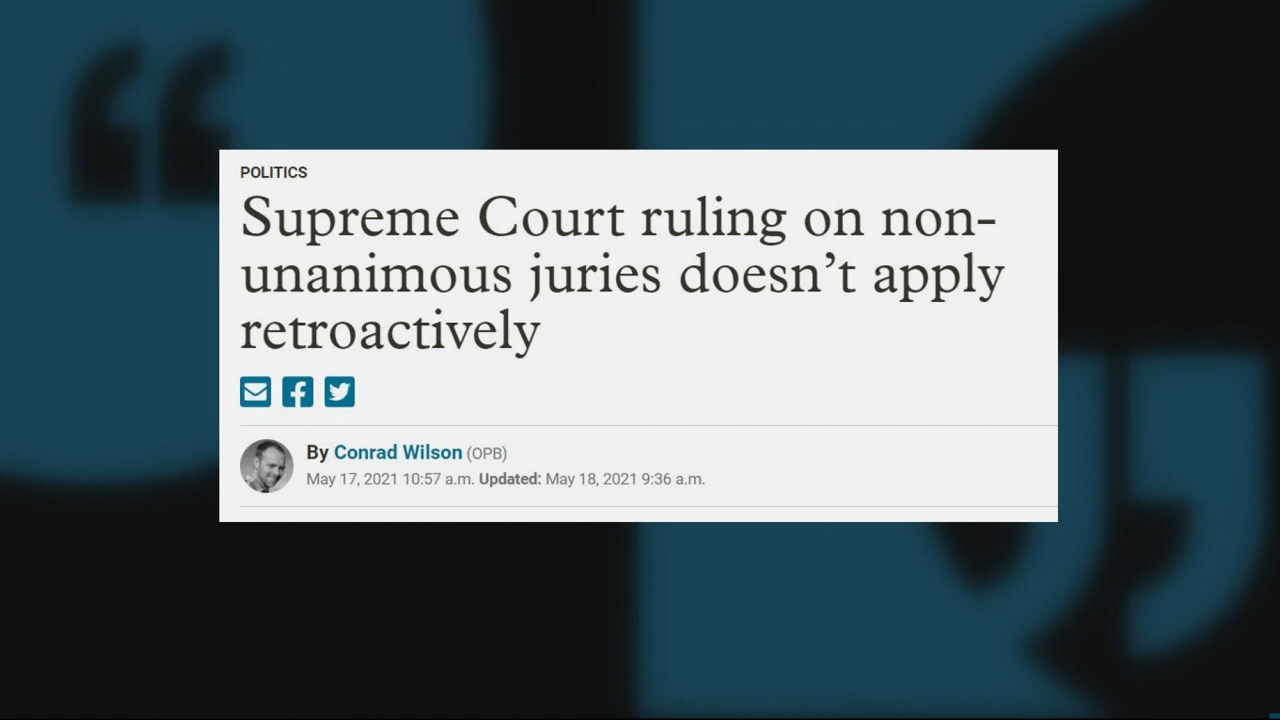 POLITICS
Supreme Court ruling on non-
unanimous juries doesn’t apply
retroactively
By Conrad Wilson (OPB)
May 17, 2021 10:57 a.m. Updated: May 18, 2021 9:36 a.m.